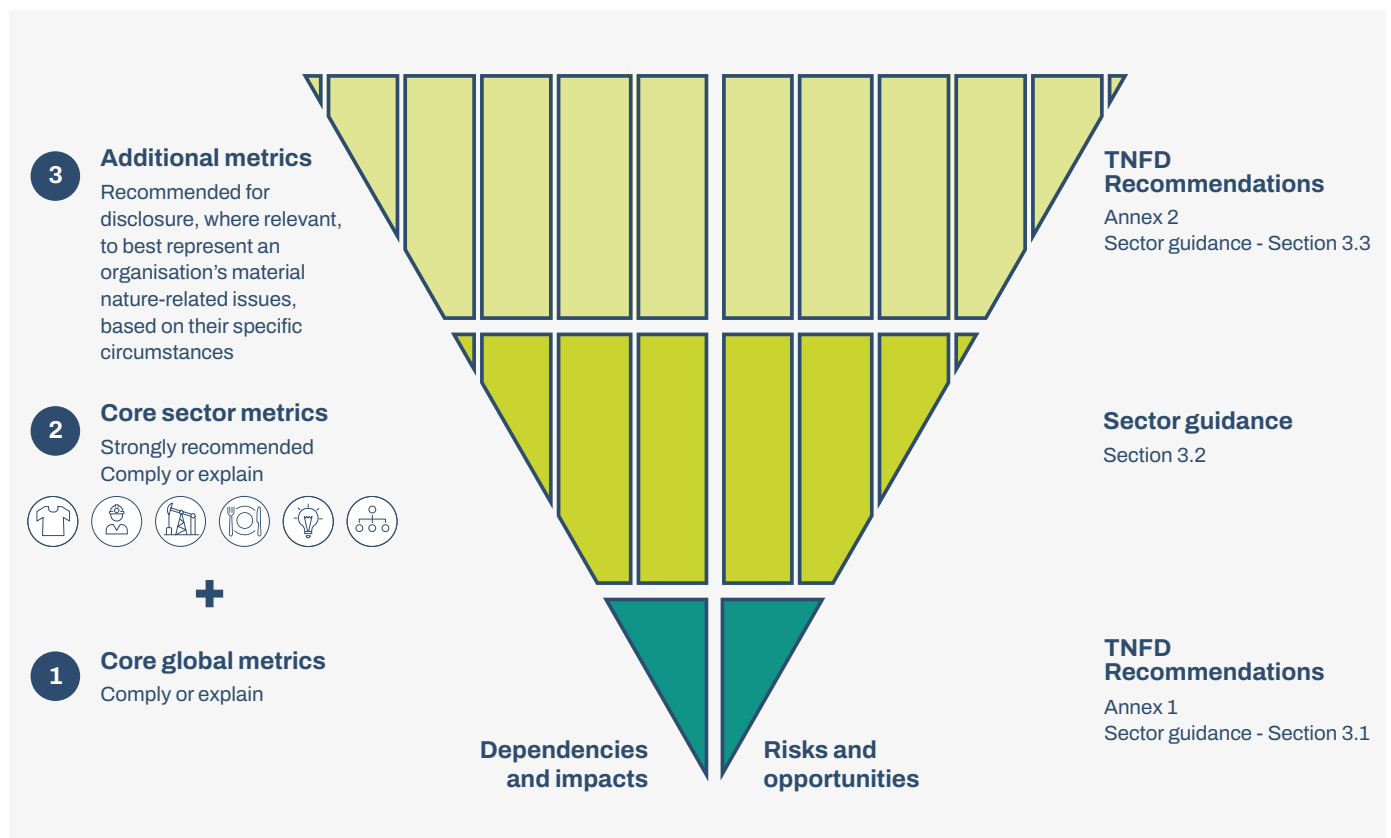 3
Additional metrics
Recommended for
disclosure, where relevant,
to best represent an
organisation’s material
nature-related issues,
based on their specific
circumstances
TNFD
Recommendations
Annex 2
Sector guidance - Section 3.3
2
Core sector metrics
Strongly recommended
Comply or explain
Sector guidance
Section 3.2
1
Core global metrics
Comply or explain
TNFD
Recommendations
Annex 1
Sector guidance - Section 3.1
Dependencies
and impacts
Risks and
opportunities